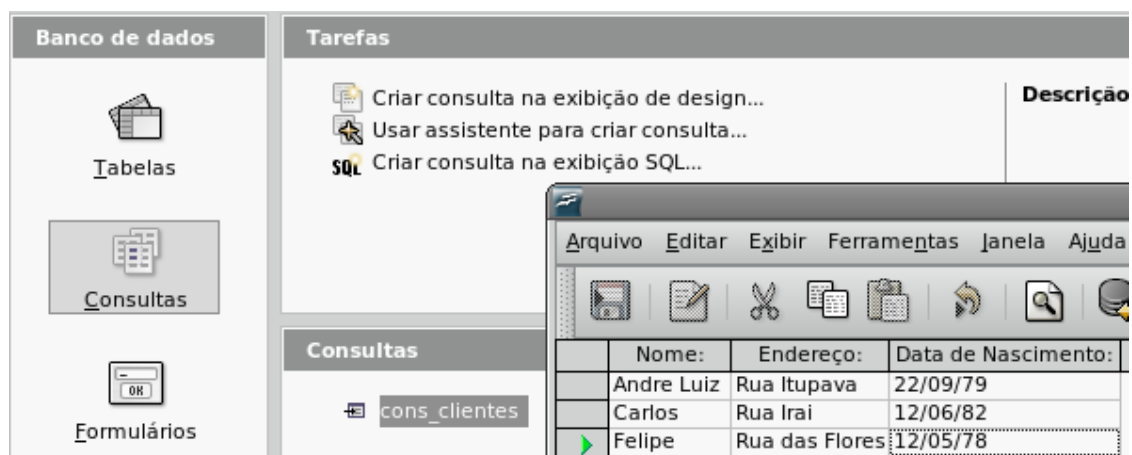 Banco de dados
Tabelas
Consultas
Formulários
Tarefas
Criar consulta na exibição de design...
Usar assistente para criar consulta...
SQL Criar consulta na exibição SQL...
Descrição
Consultas
cons_clientes
Arquivo Editar Exibir Ferramentas Janela Ajuda
Nome: Endereço: Data de Nascimento:
Andre Luiz Rua Itupava 22/09/79
Carlos Rua Irai 12/06/82
Felipe Rua das Flores 12/05/78